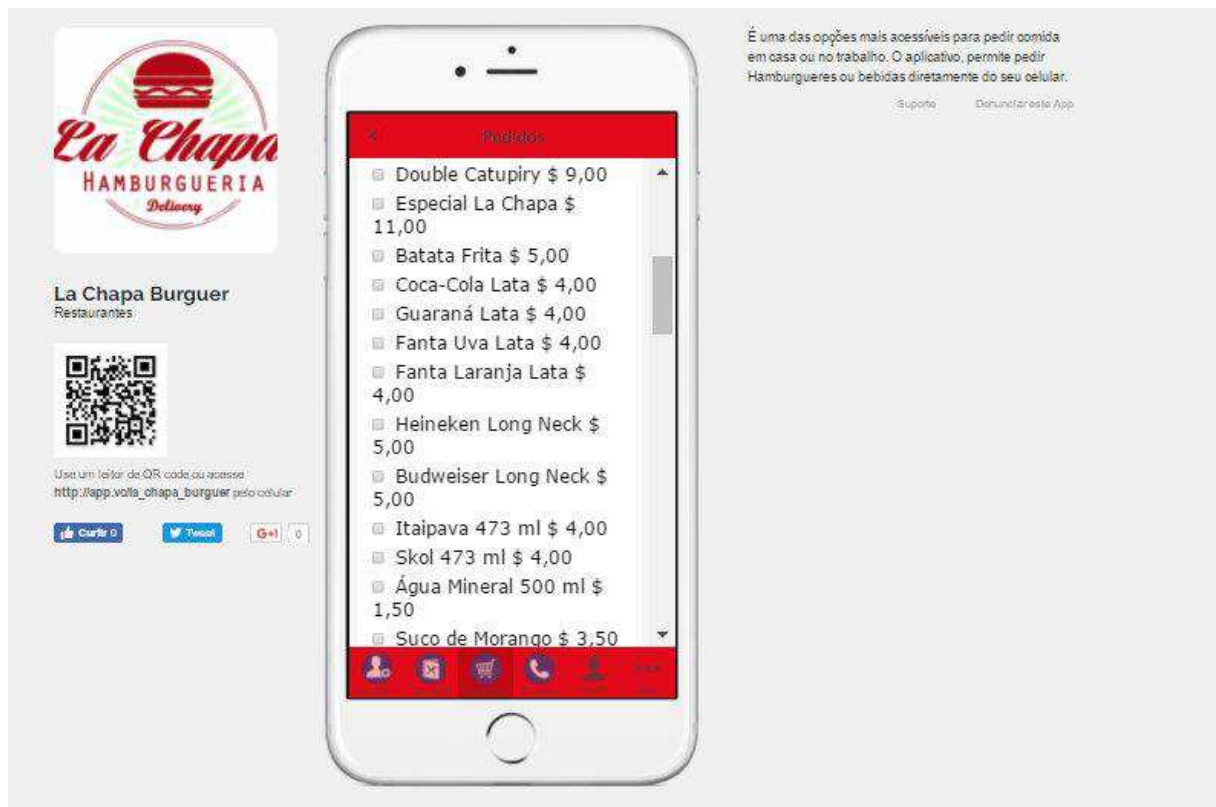 La Chapa
HAMBURGUERIA
Delivery
La Chapa Burguer
Restaurantes
Use um leitor de QR code ou acesse
http://app.vc/la_chapa_burguer pelo celular
Curtir 0
Tweet
G+1 0
Pedidos
Double Catupiry $ 9,00
Especial La Chapa $
11,00
Batata Frita $ 5,00
Coca-Cola Lata $ 4,00
Guaraná Lata $ 4,00
Fanta Uva Lata $ 4,00
Fanta Laranja Lata $
4,00
Heineken Long Neck $
5,00
Budweiser Long Neck $
5,00
Itaipava 473 ml $ 4,00
Skol 473 ml $ 4,00
Água Mineral 500 ml $
1,50
Suco de Morango $ 3,50
É uma das opções mais acessíveis para pedir comida
em casa ou no trabalho. O aplicativo, permite pedir
Hamburgueres ou bebidas diretamente do seu celular.
Suporte Denunciar este App